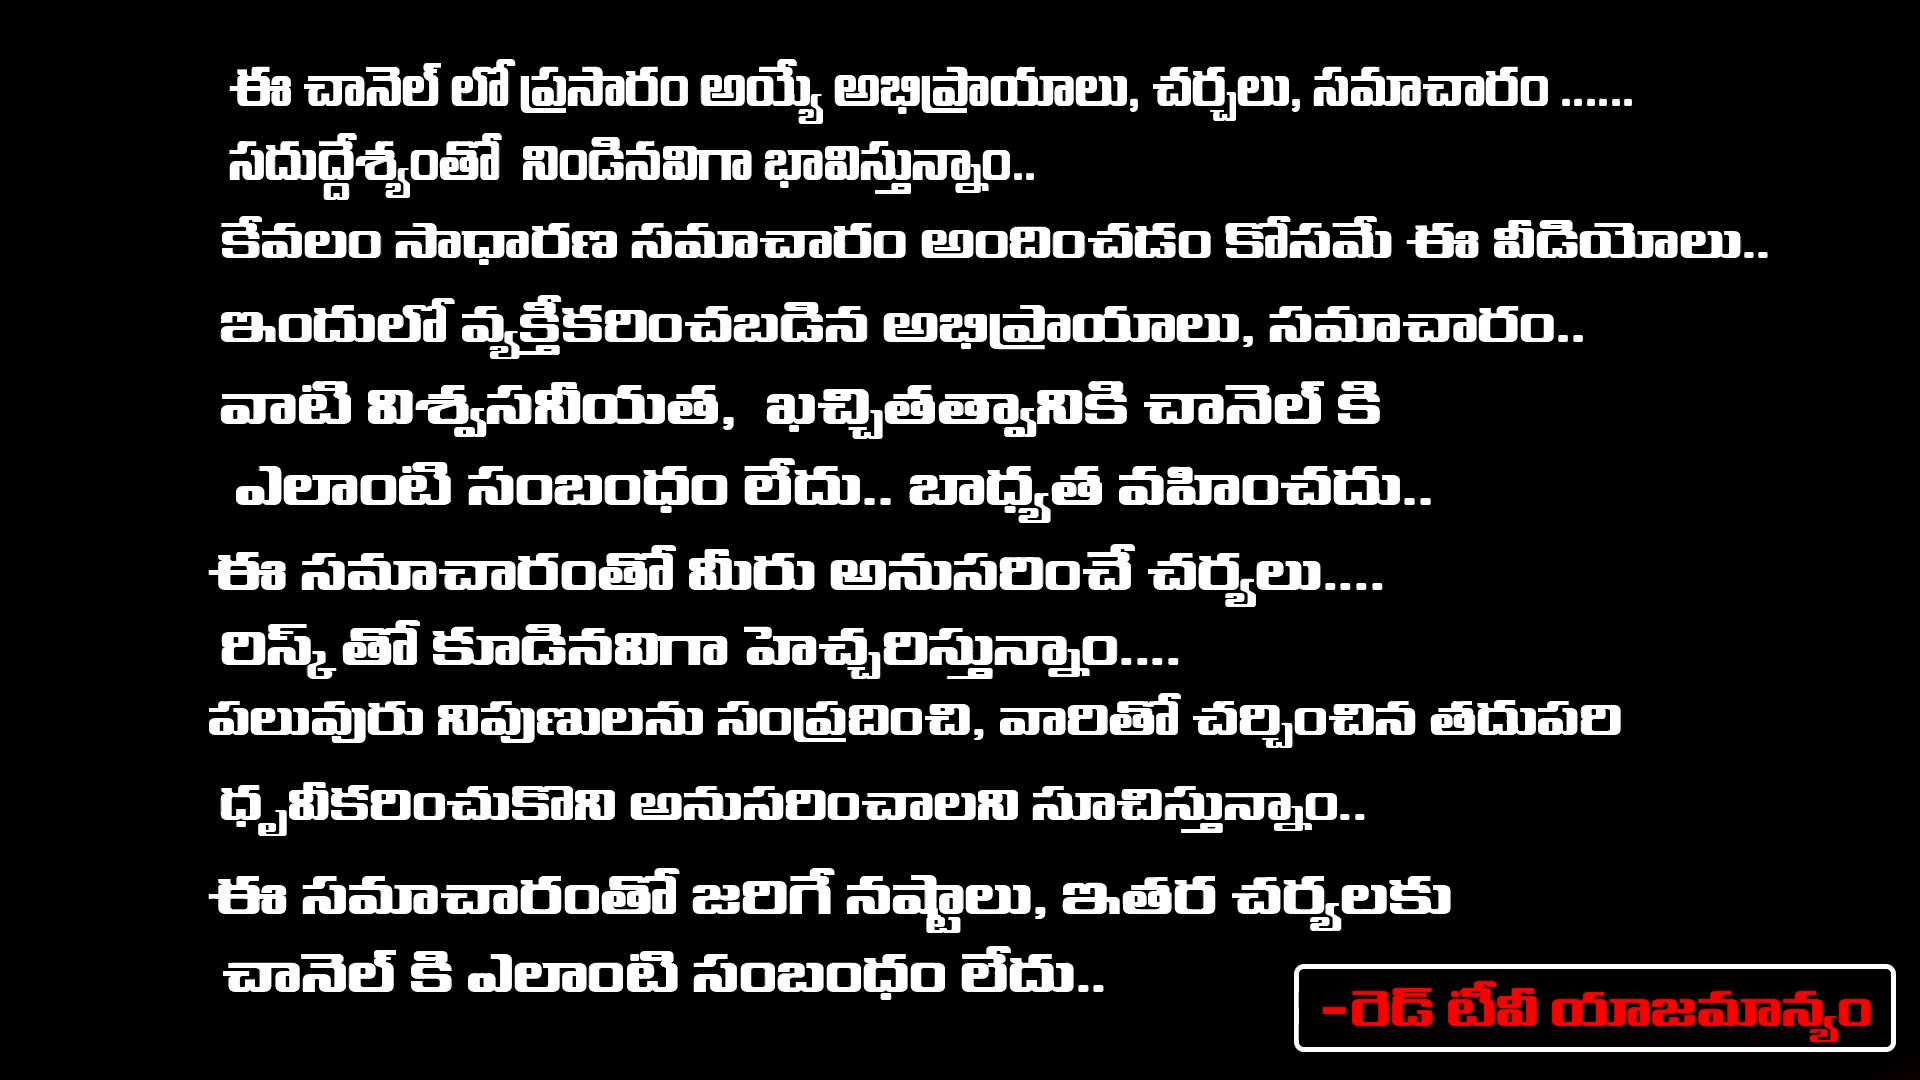 ఈ చానెల్ లో ప్రసారం అయ్యే అభిప్రాయాలు, చర్చలు, సమాచారం ......
సదుద్దేశ్యంతో నిండినవిగా భావిస్తున్నాం..
కేవలం సాధారణ సమాచారం అందించడం కోసమే ఈ వీడియోలు..
ఇందులో వ్యక్తీకరించబడిన అభిప్రాయాలు, సమాచారం..
వాటి విశ్వసనీయత, ఖచ్చితత్వానికి చానెల్ కి
ఎలాంటి సంబంధం లేదు.. బాధ్యత వహించదు..
ఈ సమాచారంతో మీరు అనుసరించే చర్యలు....
రిస్క్ తో కూడినవిగా హెచ్చరిస్తున్నాం....
పలువురు నిపుణులను సంప్రదించి, వారితో చర్చించిన తదుపరి
ధృవీకరించుకొని అనుసరించాలని సూచిస్తున్నాం..
ఈ సమాచారంతో జరిగే నష్టాలు, ఇతర చర్యలకు
చానెల్ కి ఎలాంటి సంబంధం లేదు..
-రెడ్ టీవీ యాజమాన్యం